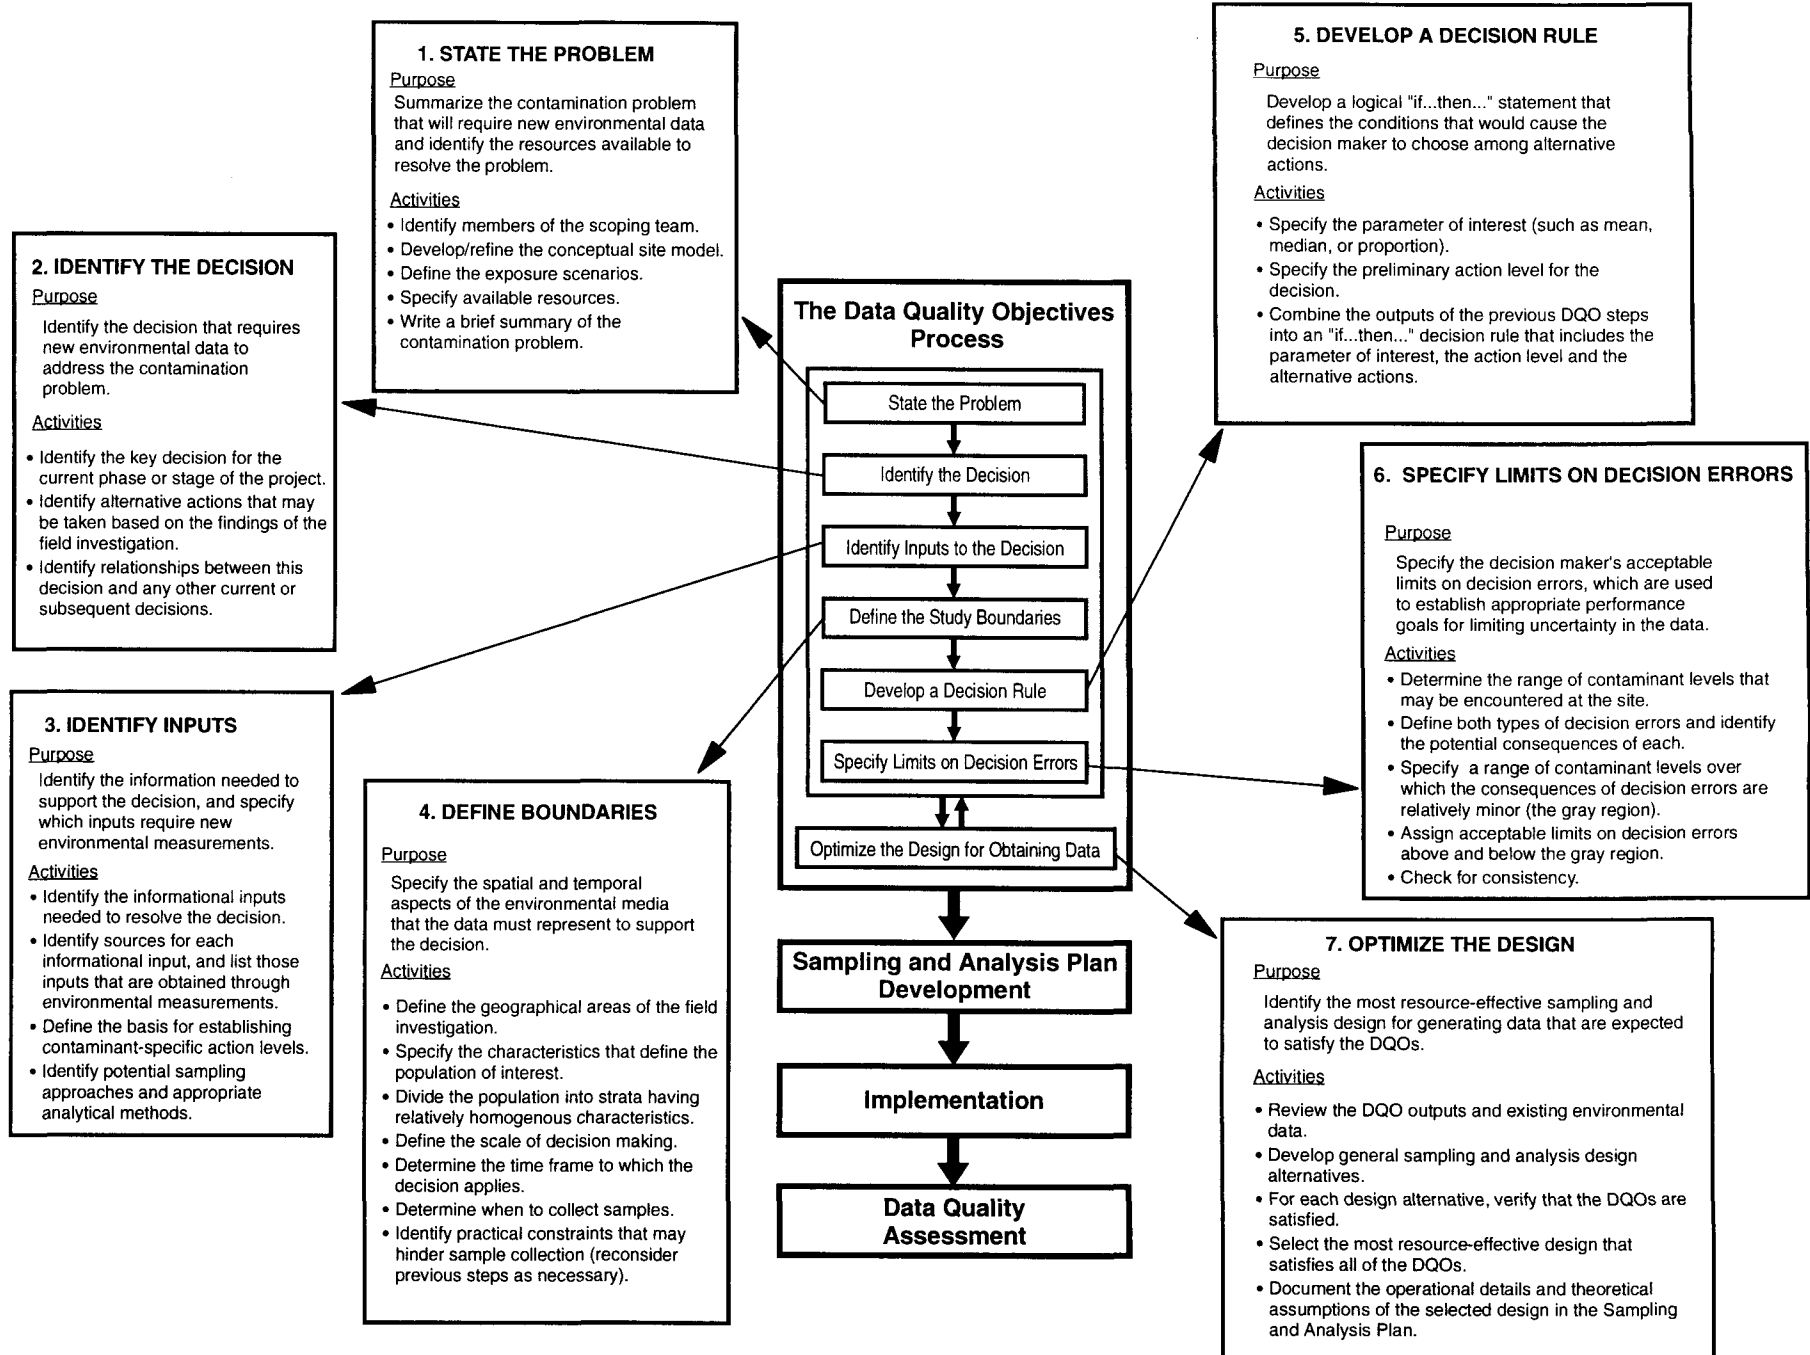 1. STATE THE PROBLEM
Purpose
Summarize the contamination problem
that will require new environmental data
and identify the resources available to
resolve the problem.
Activities
• Identify members of the scoping team.
• Develop/refine the conceptual site model.
• Define the exposure scenarios.
• Specify available resources.
• Write a brief summary of the
contamination problem.
2. IDENTIFY THE DECISION
Purpose
Identify the decision that requires
new environmental data to
address the contamination
problem.
Activities
• Identify the key decision for the
current phase or stage of the project.
• Identify alternative actions that may
be taken based on the findings of the
field investigation.
• Identify relationships between this
decision and any other current or
subsequent decisions.
3. IDENTIFY INPUTS
Purpose
Identify the information needed to
support the decision, and specify
which inputs require new
environmental measurements.
Activities
• Identify the informational inputs
needed to resolve the decision.
• Identify sources for each
informational input, and list those
inputs that are obtained through
environmental measurements.
• Define the basis for establishing
contaminant-specific action levels.
• Identify potential sampling
approaches and appropriate
analytical methods.
4. DEFINE BOUNDARIES
Purpose
Specify the spatial and temporal
aspects of the environmental media
that the data must represent to support
the decision.
Activities
• Define the geographical areas of the field
investigation.
• Specify the characteristics that define the
population of interest.
• Divide the population into strata having
relatively homogenous characteristics.
• Define the scale of decision making.
• Determine the time frame to which the
decision applies.
• Determine when to collect samples.
• Identify practical constraints that may
hinder sample collection (reconsider
previous steps as necessary).
The Data Quality Objectives
Process
State the Problem
Identify the Decision
Identify Inputs to the Decision
Define the Study Boundaries
Develop a Decision Rule
Specify Limits on Decision Errors
Optimize the Design for Obtaining Data
Sampling and Analysis Plan
Development
Implementation
Data Quality
Assessment
5. DEVELOP A DECISION RULE
Purpose
Develop a logical "if...then..." statement that
defines the conditions that would cause the
decision maker to choose among alternative
actions.
Activities
• Specify the parameter of interest (such as mean,
median, or proportion).
• Specify the preliminary action level for the
decision.
• Combine the outputs of the previous DQO steps
into an "if...then..." decision rule that includes the
parameter of interest, the action level and the
alternative actions.
6. SPECIFY LIMITS ON DECISION ERRORS
Purpose
Specify the decision maker's acceptable
limits on decision errors, which are used
to establish appropriate performance
goals for limiting uncertainty in the data.
Activities
• Determine the range of contaminant levels that
may be encountered at the site.
• Define both types of decision errors and identify
the potential consequences of each.
• Specify a range of contaminant levels over
which the consequences of decision errors are
relatively minor (the gray region).
• Assign acceptable limits on decision errors
above and below the gray region.
• Check for consistency.
7. OPTIMIZE THE DESIGN
Purpose
Identify the most resource-effective sampling and
analysis design for generating data that are expected
to satisfy the DQOs.
Activities
• Review the DQO outputs and existing environmental
data.
• Develop general sampling and analysis design
alternatives.
• For each design alternative, verify that the DQOs are
satisfied.
• Select the most resource-effective design that
satisfies all of the DQOs.
• Document the operational details and theoretical
assumptions of the selected design in the Sampling
and Analysis Plan.